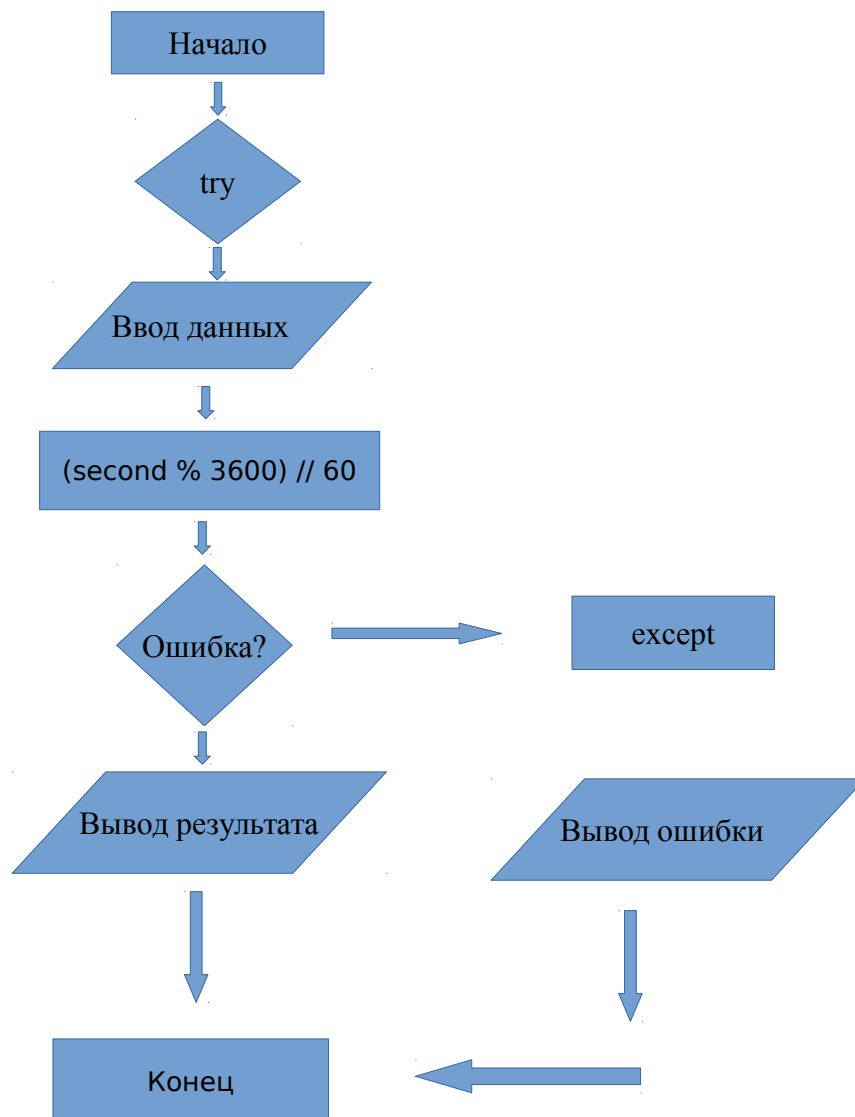 Начало
try
Ввод данных
(second % 3600) // 60
Ошибка?
except
Вывод результата
Вывод ошибки
Конец